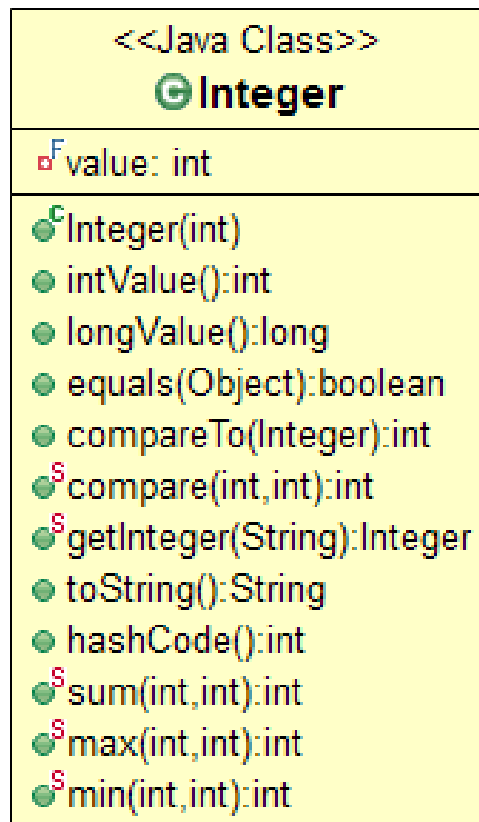 <<Java Class>>
C Integer
F value: int
C Integer(int)
intValue():int
longValue():long
equals(Object):boolean
compareTo(Integer):int
S compare(int,int):int
S getInteger(String):Integer
toString():String
hashCode():int
S sum(int,int):int
S max(int,int):int
S min(int,int):int